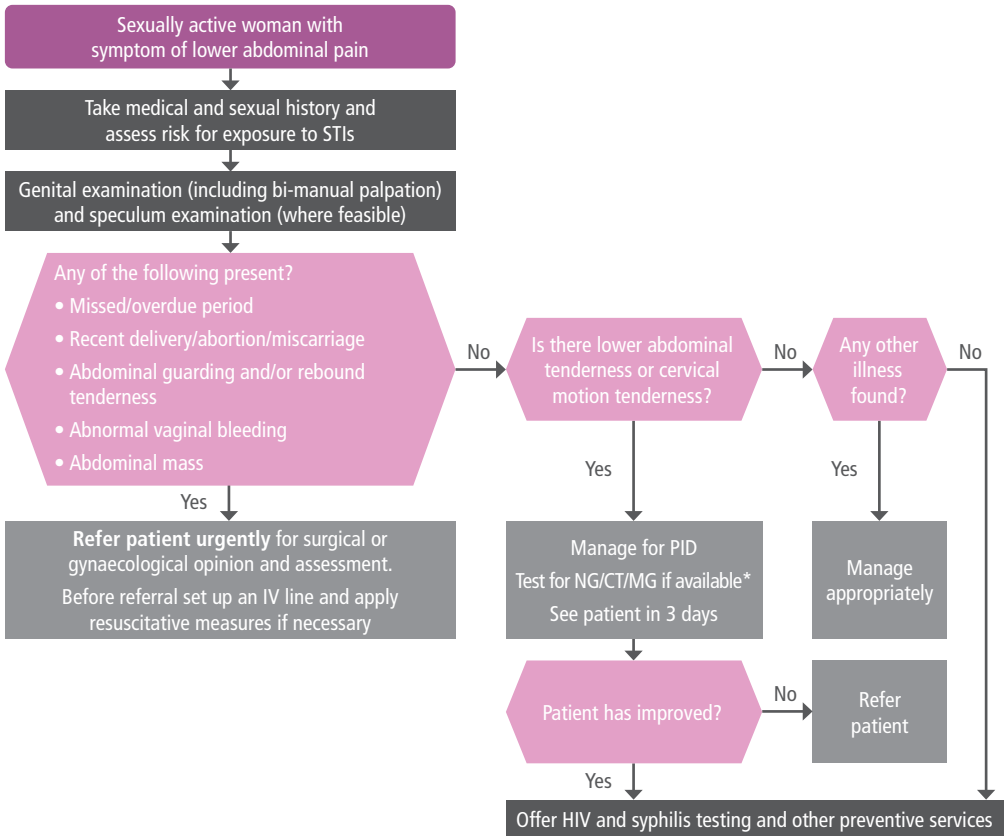 Sexually active woman with
symptom of lower abdominal pain
Take medical and sexual history and
assess risk for exposure to STIs
Genital examination (including bi-manual palpation)
and speculum examination (where feasible)
Any of the following present?
• Missed/overdue period
• Recent delivery/abortion/miscarriage
• Abdominal guarding and/or rebound
tenderness
• Abnormal vaginal bleeding
• Abdominal mass
No
Is there lower abdominal
tenderness or cervical
motion tenderness?
No
Any other
illness
found?
No
Yes
Yes
Yes
Refer patient urgently for surgical or
gynaecological opinion and assessment.
Before referral set up an IV line and apply
resuscitative measures if necessary
Manage for PID
Test for NG/CT/MG if available*
See patient in 3 days
Manage
appropriately
Patient has improved?
No
Refer
patient
Yes
Offer HIV and syphilis testing and other preventive services